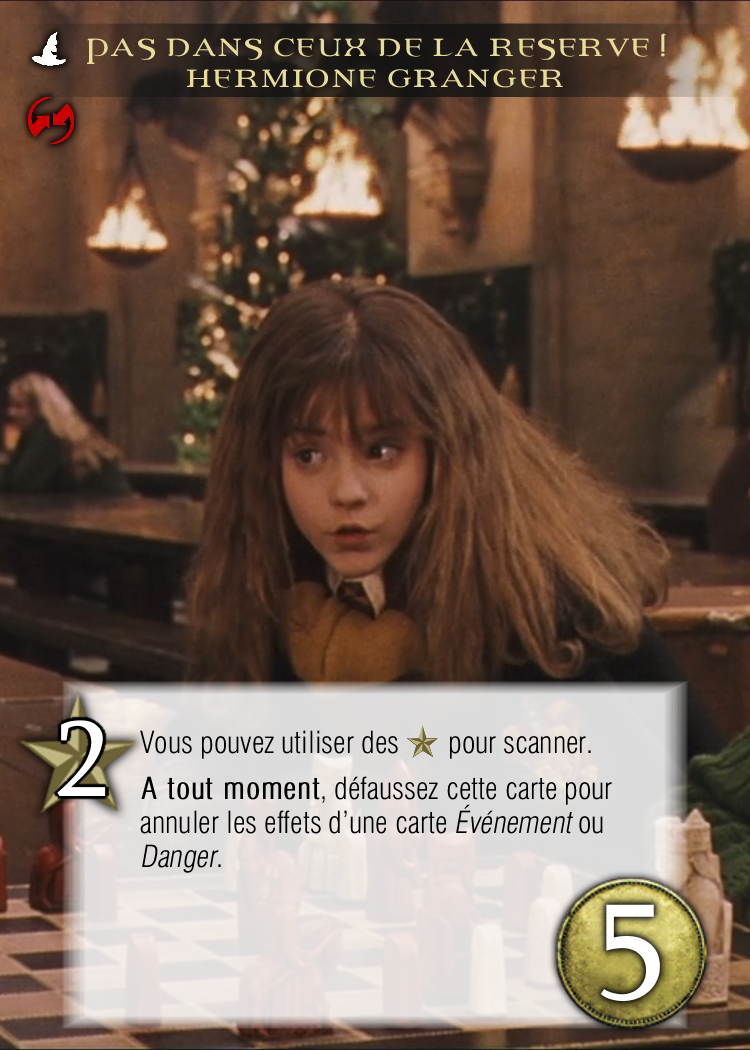 PAS DANS CEUX DE LA RESERVE !
HERMIONE GRANGER
2
Vous pouvez utiliser des pour scanner.
A tout moment, défaussez cette carte pour
annuler les effets d'une carte Événement ou
Danger.
5